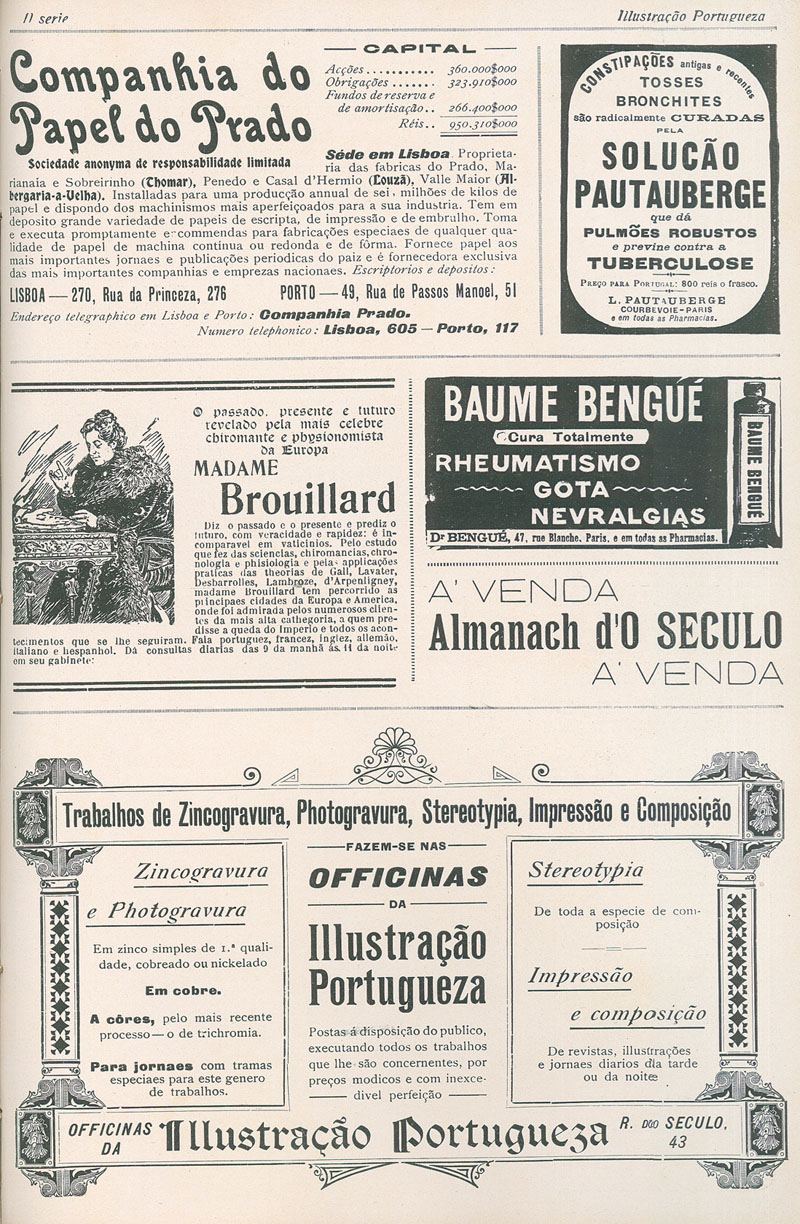 II serie
Illustração Portugueza
Companhia do
Papel do Prado
Sociedade anonyma de responsabilidade limitada
CAPITAL
Acções........... 360.000$000
Obrigações....... 323.910$000
Fundos de reserva e
de amortisação.. 266.400$000
Réis.. 950.310$000
Séde em Lisboa. Proprieta-
ria das fabricas do Prado, Ma-
rianaia e Sobreirinho (Thomar), Penedo e Casal d'Hermio (Louzã), Valle Maior (Al-
bergaria-a-Velha). Installadas para uma producção annual de sei. milhões de kilos de
papel e dispondo dos machinismos mais aperfeiçoados para a sua industria. Tem em
deposito grande variedade de papeis de escripta, de impressão e de embrulho. Toma
e executa promptamente e commendas para fabricações especiaes de qualquer qua-
lidade de papel de machina continua ou redonda e de fôrma. Fornece papel aos
mais importantes jornaes e publicações periodicas do paiz e é fornecedora exclusiva
das mais importantes companhias e emprezas nacionaes. Escriptorios e depositos:
LISBOA — 270, Rua da Princeza, 276 PORTO — 49, Rua de Passos Manoel, 51
Endereço telegraphico em Lisboa e Porto: Companhia Prado.
Numero telephonico: Lisboa, 605 — Porto, 117
CONSTIPAÇÕES antigas e recentes
TOSSES
BRONCHITES
são radicalmente CURADAS
PELA
SOLUCÃO
PAUTAUBERGE
que dá
PULMÕES ROBUSTOS
e previne contra a
TUBERCULOSE
PREÇO PARA PORTUGAL: 800 reis o frasco.
L. PAUTAUBERGE
COURBEVOIE-PARIS
e em todas as Pharmacias.
O passado, presente e futuro
revelado pela mais celebre
chiromante e physionomista
da Europa
MADAME
Brouillard
Diz o passado e o presente e prediz o
futuro, com veracidade e rapidez: é in-
comparavel em vaticinios. Pelo estudo
que fez das sciencias, chiromancias, chro-
nologia e phisiologia e pelas applicações
praticas das theorias de Gall, Lavater,
Desbarrolles, Lambroze, d'Arpenligney,
madame Brouillard tem percorrido as
principaes cidades da Europa e America,
onde foi admirada pelos numerosos clien-
tes da mais alta cathegoria, a quem pre-
disse a queda do Imperio e todos os acon-
tecimentos que se lhe seguiram. Fala portuguez, francez, inglez, allemão,
italiano e hespanhol. Dá consultas diarias das 9 da manhã ás 11 da noite
em seu gabinete:
BAUME BENGUÉ
Cura Totalmente
RHEUMATISMO
GOTA
NEVRALGIAS
Dr BENGUÉ, 47, rue Blanche, Paris, e em todas as Pharmacias.
BAUME BENGUÉ
A' VENDA
Almanach d'O SECULO
A' VENDA
Trabalhos de Zincogravura, Photogravura, Stereotypia, Impressão e Composição
Zincogravura
e Photogravura
Em zinco simples de 1.ª quali-
dade, cobreado ou nickelado
Em cobre.
A côres, pelo mais recente
processo — o de trichromia.
Para jornaes com tramas
especiaes para este genero
de trabalhos.
FAZEM-SE NAS
OFFICINAS
DA
Illustração
Portugueza
Postas á disposição do publico,
executando todos os trabalhos
que lhe são concernentes, por
preços modicos e com inexce-
divel perfeição
Stereotypia
De toda a especie de com-
posição
Impressão
e composição
De revistas, illustrações
e jornaes diarios da tarde
ou da noite
OFFICINAS
DA
Illustração Portugueza
R. DO SECULO,
43